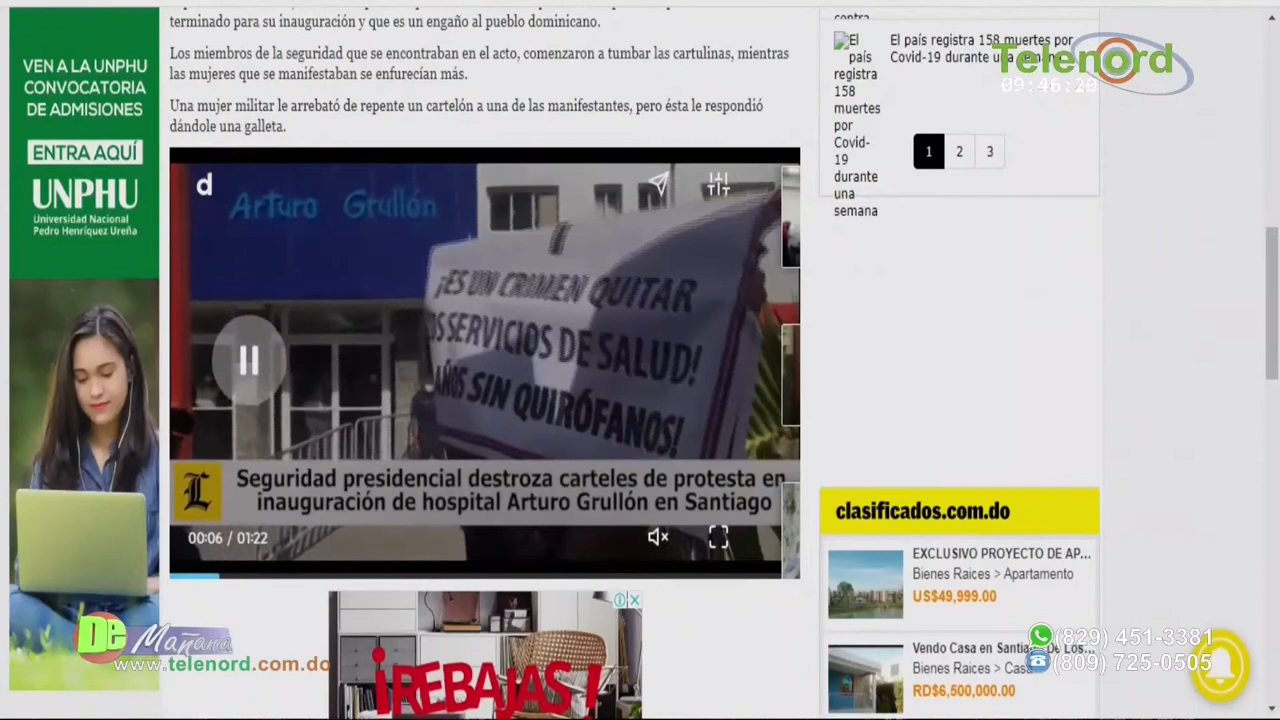 terminado para su inauguración y que es un engaño al pueblo dominicano.
Los miembros de la seguridad que se encontraban en el acto, comenzaron a tumbar las cartulinas, mientras
las mujeres que se manifestaban se enfurecían más.
Una mujer militar le arrebató de repente un cartelón a una de las manifestantes, pero ésta le respondió
dándole una galleta.
VEN A LA UNPHU
CONVOCATORIA
DE ADMISIONES
ENTRA AQUÍ
UNPHU
Universidad Nacional
Pedro Henríquez Ureña
d
Arturo Grullón
¡ES UN CRIMEN QUITAR
OS SERVICIOS DE SALUD!
AÑOS SIN QUIRÓFANOS!
L
Seguridad presidencial destroza carteles de protesta en
inauguración de hospital Arturo Grullón en Santiago
00:06 / 01:22
¡REBAJAS!
De Mañana
www.telenord.com.do
contra
El
país
registra
158
muertes
por
Covid-
19
durante
una
semana
El país registra 158 muertes por
Covid-19 durante una semana
Telenord
09:46:20
1 2 3
clasificados.com.do
EXCLUSIVO PROYECTO DE AP...
Bienes Raices > Apartamento
US$49,999.00
Vendo Casa en Santiago De Los...
Bienes Raices > Casa
RD$6,500,000.00
(829) 451-3381
(809) 725-0505